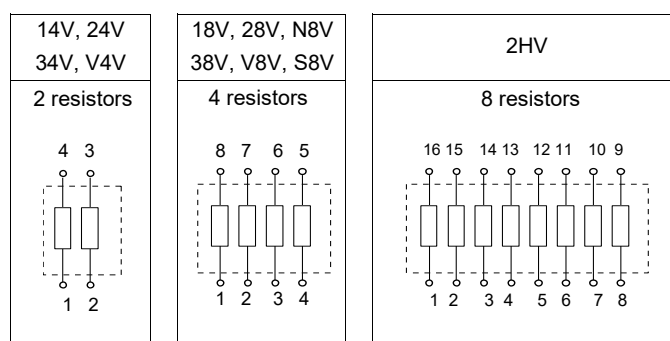 14V, 24V
34V, V4V
2 resistors
4 3
1 2
18V, 28V, N8V
38V, V8V, S8V
4 resistors
8 7 6 5
1 2 3 4
2HV
8 resistors
16 15 14 13 12 11 10 9
1 2 3 4 5 6 7 8